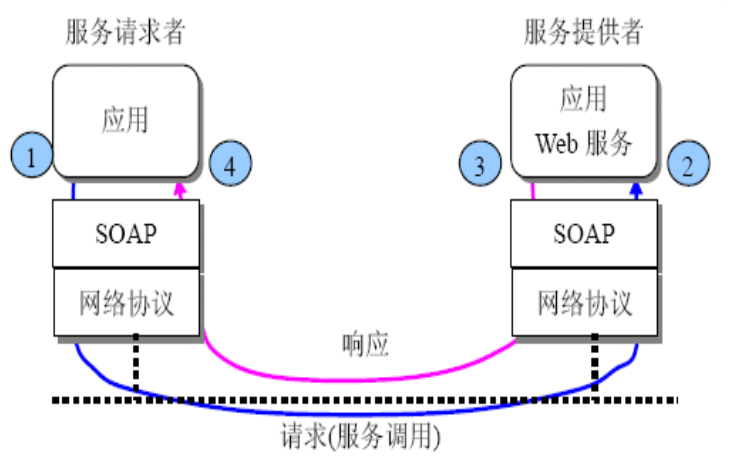 服务请求者
服务提供者
应用
应用
Web 服务
1
4
3
2
SOAP
SOAP
网络协议
网络协议
响应
请求(服务调用)